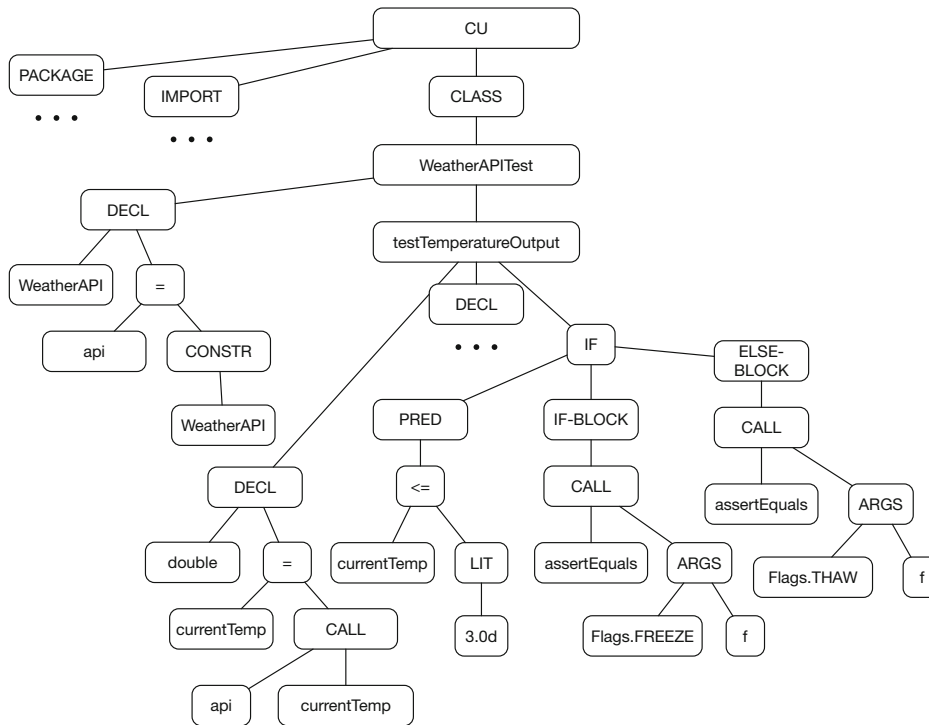 CU
PACKAGE
IMPORT
CLASS
• • •
• • •
WeatherAPITest
DECL
testTemperatureOutput
WeatherAPI
=
DECL
api
CONSTR
• • •
IF
ELSE-
BLOCK
WeatherAPI
PRED
IF-BLOCK
CALL
DECL
<=
CALL
assertEquals
ARGS
double
=
currentTemp
LIT
assertEquals
ARGS
Flags.THAW
f
currentTemp
CALL
3.0d
Flags.FREEZE
f
api
currentTemp